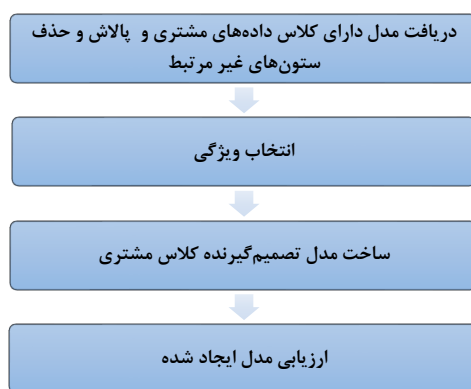 دریافت مدل دارای کلاس داده‌های مشتری و پالاش و حذف
ستون‌های غیر مرتبط
انتخاب ویژگی
ساخت مدل تصمیم‌گیرنده کلاس مشتری
ارزیابی مدل ایجاد شده